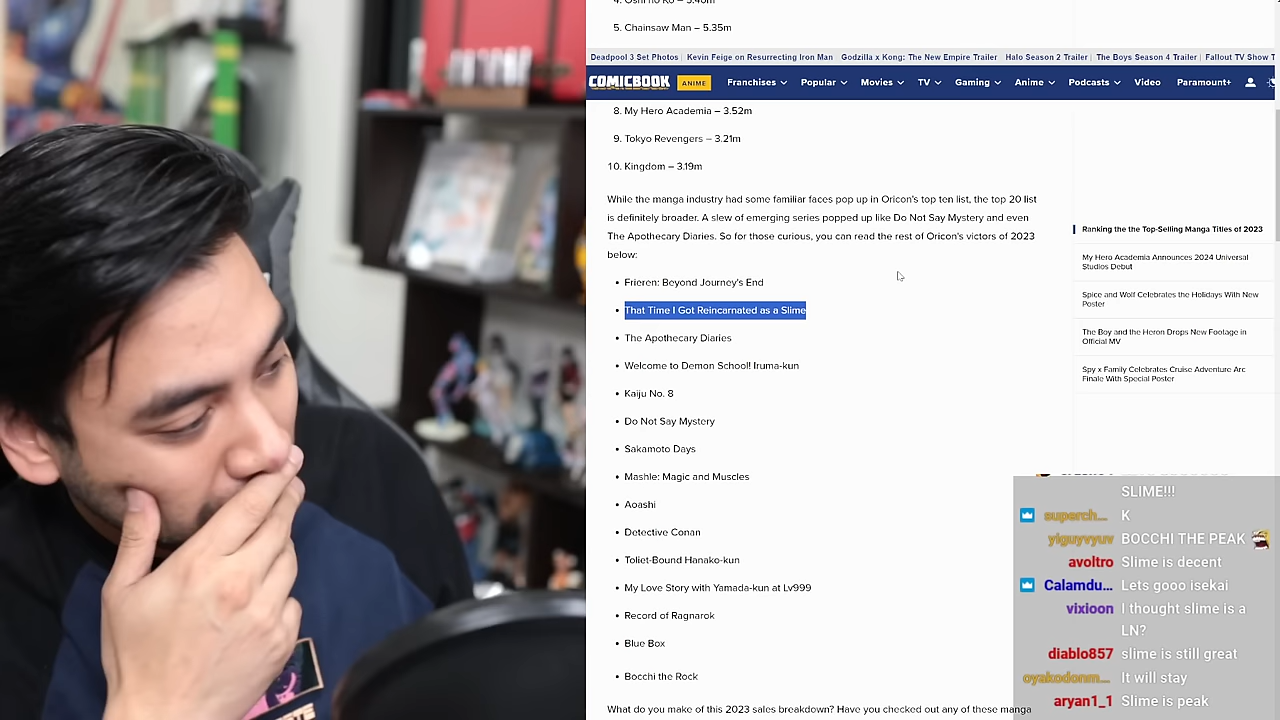 5. Chainsaw Man – 5.35m
Deadpool 3 Set Photos | Kevin Feige on Resurrecting Iron Man Godzilla x Kong: The New Empire Trailer Halo Season 2 Trailer | The Boys Season 4 Trailer | Fallout TV Show T
COMICBOOK ANIME Franchises Popular Movies TV Gaming Anime Podcasts Video Paramount+
8. My Hero Academia – 3.52m
9. Tokyo Revengers – 3.21m
10. Kingdom – 3.19m
While the manga industry had some familiar faces pop up in Oricon's top ten list, the top 20 list
is definitely broader. A slew of emerging series popped up like Do Not Say Mystery and even
The Apothecary Diaries. So for those curious, you can read the rest of Oricon's victors of 2023
below:
• Frieren: Beyond Journey's End
• That Time I Got Reincarnated as a Slime
• The Apothecary Diaries
• Welcome to Demon School! Iruma-kun
• Kaiju No. 8
• Do Not Say Mystery
• Sakamoto Days
• Mashle: Magic and Muscles
• Aoashi
• Detective Conan
• Toliet-Bound Hanako-kun
• My Love Story with Yamada-kun at Lv999
• Record of Ragnarok
• Blue Box
• Bocchi the Rock
What do you make of this 2023 sales breakdown? Have you checked out any of these manga
Ranking the the Top-Selling Manga Titles of 2023
My Hero Academia Announces 2024 Universal
Studios Debut
Spice and Wolf Celebrates the Holidays With New
Poster
The Boy and the Heron Drops New Footage in
Official MV
Spy x Family Celebrates Cruise Adventure Arc
Finale With Special Poster
SLIME!!!
superch... K
yiguyvyuv BOCCHI THE PEAK
avoltro Slime is decent
Calamdu... Lets gooo isekai
vixioon I thought slime is a
LN?
diablo857 slime is still great
oyakodonm... It will stay
aryan1_1 Slime is peak